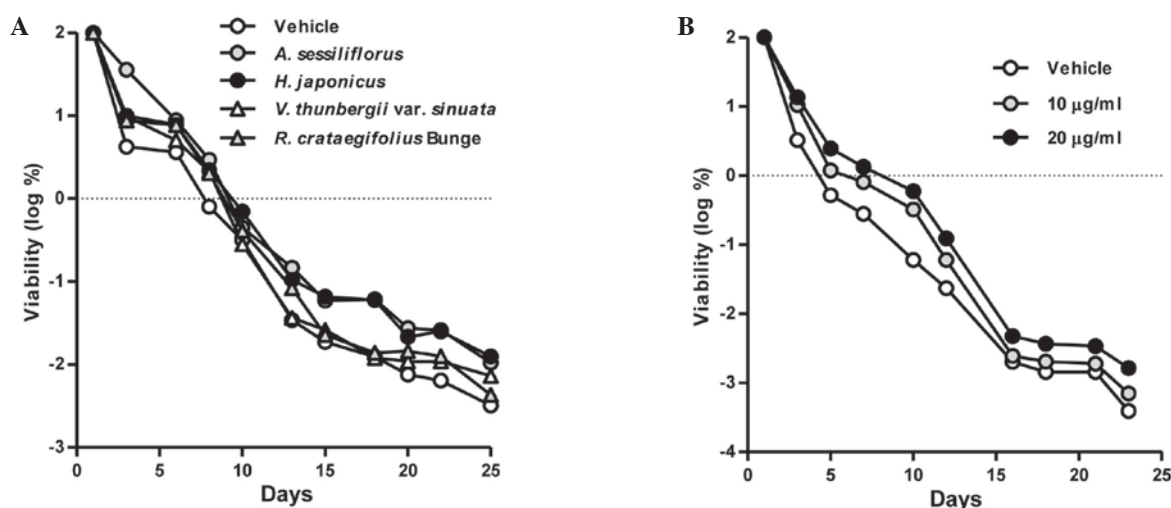 A
Vehicle
A. sessiliflorus
H. japonicus
V. thunbergii var. sinuata
R. crataegifolius Bunge
Viability (log %)
2
1
0
-1
-2
-3
0
5
10
15
20
25
Days
B
Vehicle
10 µg/ml
20 µg/ml
Viability (log %)
2
1
0
-1
-2
-3
-4
0
5
10
15
20
25
Days